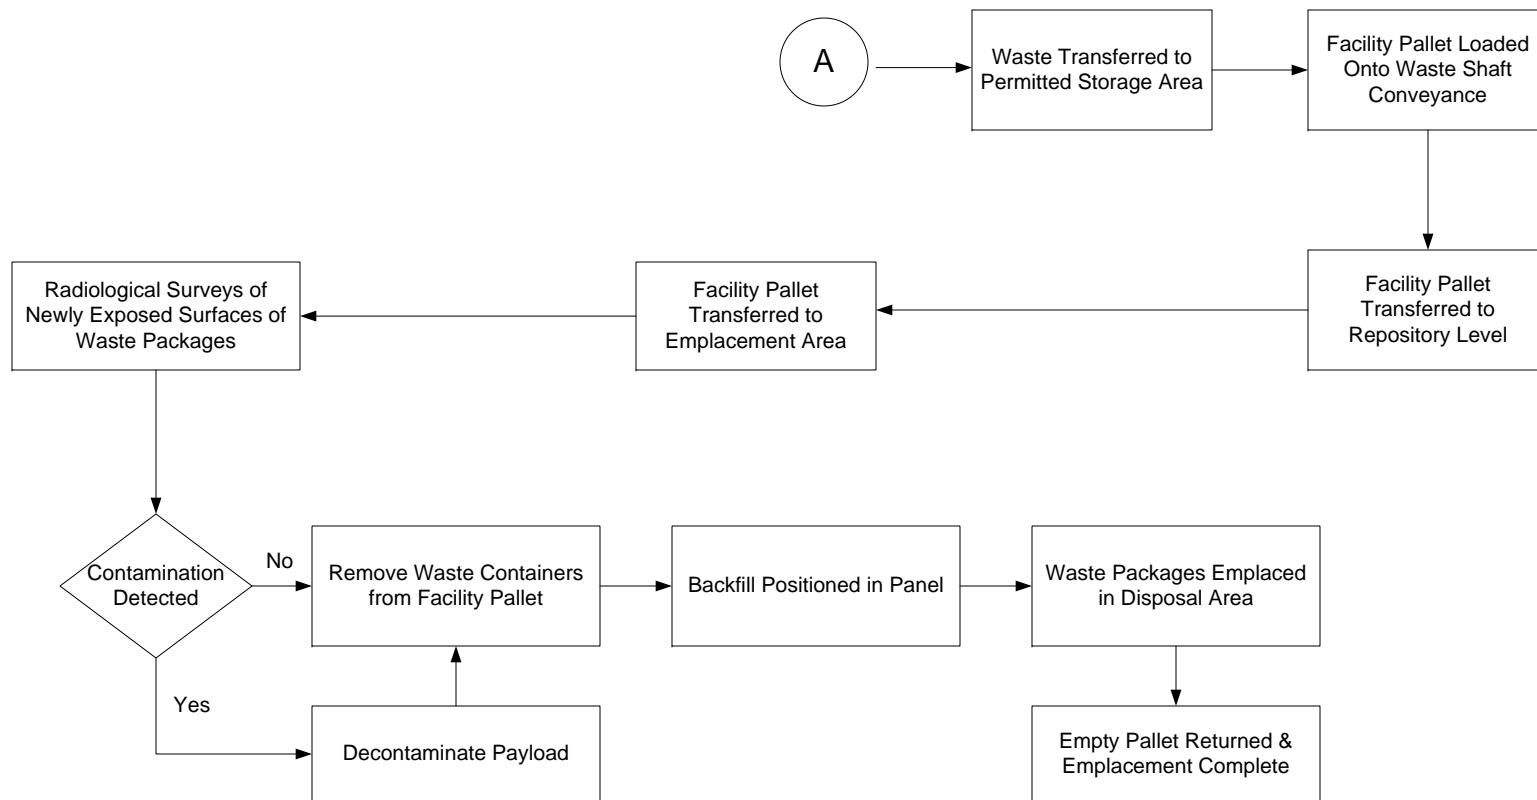 A
Waste Transferred to
Permitted Storage Area
Facility Pallet Loaded
Onto Waste Shaft
Conveyance
Facility Pallet
Transferred to
Repository Level
Facility Pallet
Transferred to
Emplacement Area
Radiological Surveys of
Newly Exposed Surfaces of
Waste Packages
Contamination
Detected
No
Yes
Remove Waste Containers
from Facility Pallet
Decontaminate Payload
Backfill Positioned in Panel
Waste Packages Emplaced
in Disposal Area
Empty Pallet Returned &
Emplacement Complete